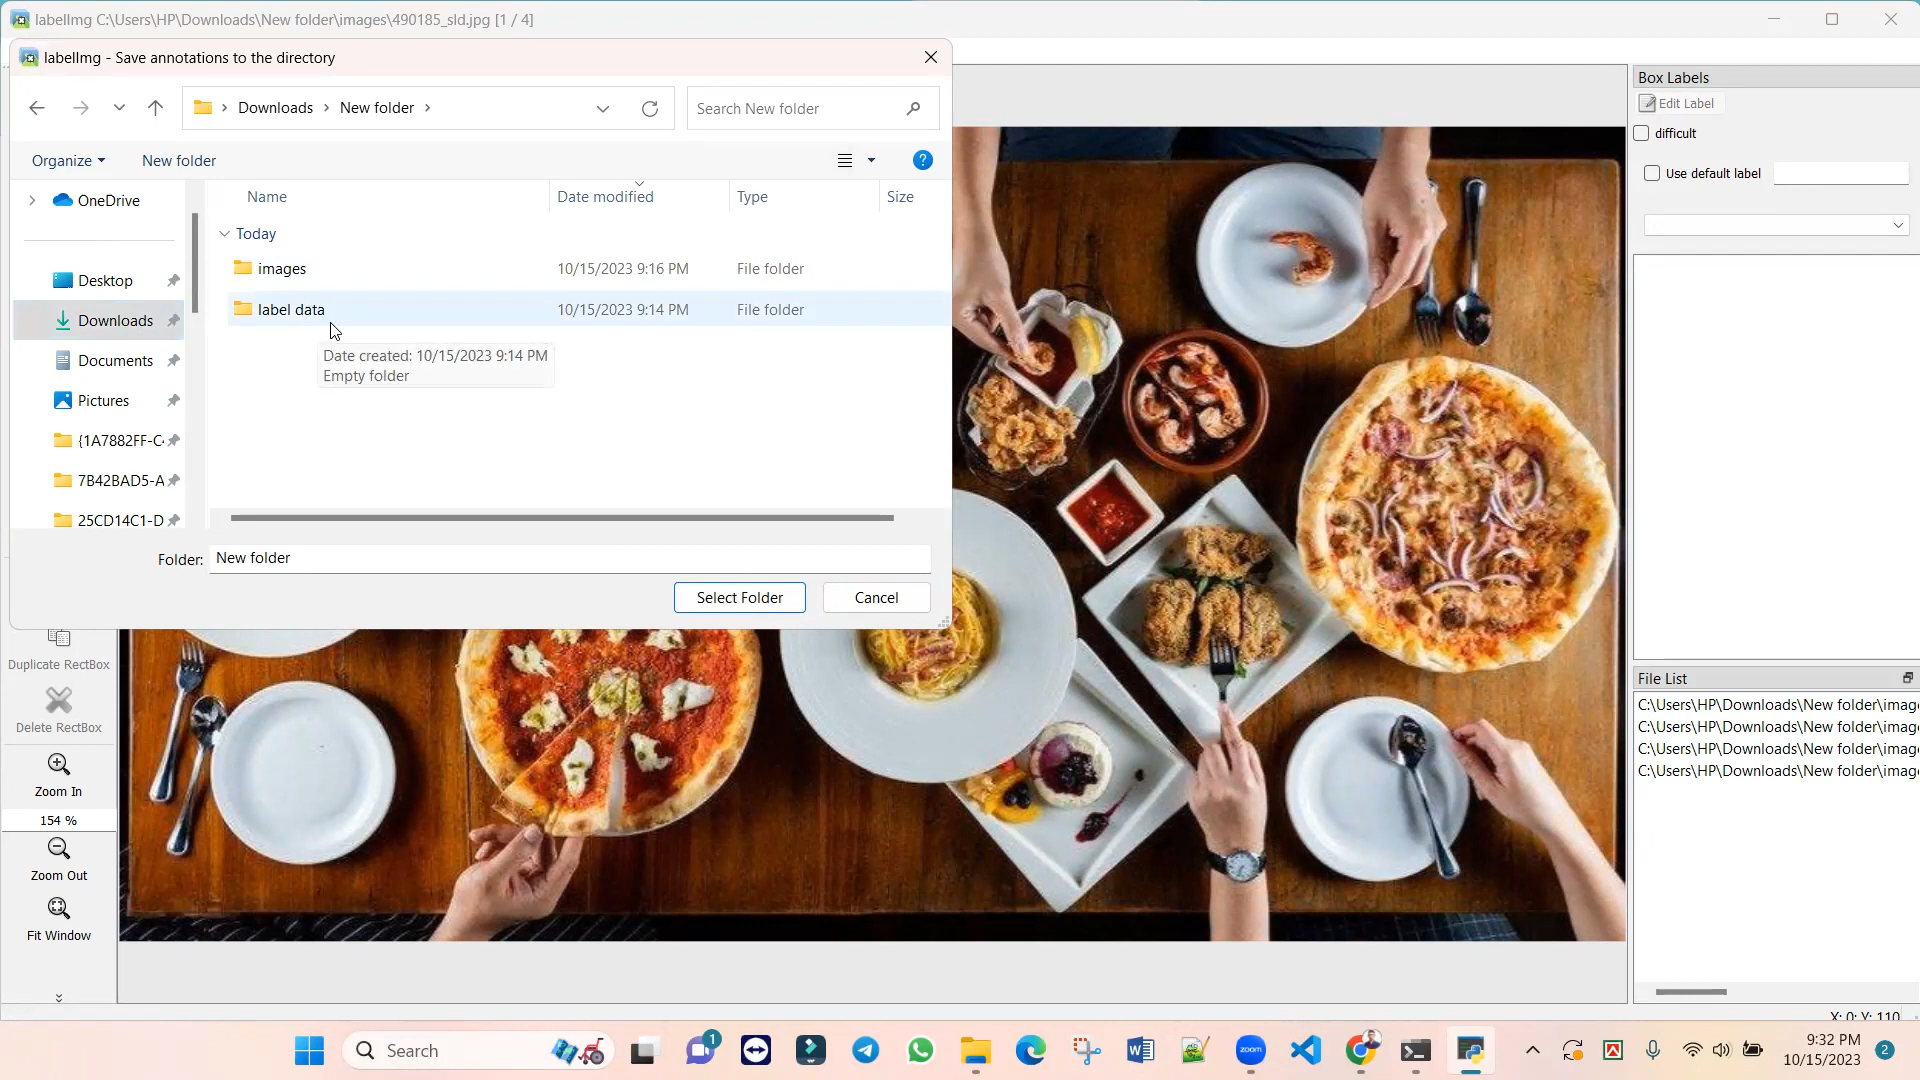 labelImg C:\Users\HP\Downloads\New folder\images\490185_sld.jpg [1 / 4]
labelImg - Save annotations to the directory
Downloads
New folder
Search New folder
Organize
New folder
Name
Date modified
Type
Size
OneDrive
Desktop
Downloads
Documents
Pictures
{1A7882FF-C
7B42BAD5-A
25CD14C1-D
Today
images
10/15/2023 9:16 PM
File folder
label data
10/15/2023 9:14 PM
File folder
Date created: 10/15/2023 9:14 PM
Empty folder
Folder:
New folder
Select Folder
Cancel
Box Labels
Edit Label
difficult
Use default label
File List
C:\Users\HP\Downloads\New folder\imag
C:\Users\HP\Downloads\New folder\imag
C:\Users\HP\Downloads\New folder\imag
C:\Users\HP\Downloads\New folder\imag
Duplicate RectBox
Delete RectBox
Zoom In
154 %
Zoom Out
Fit Window
X: 0; Y: 110
Search
1
zoom
9:32 PM
10/15/2023
2